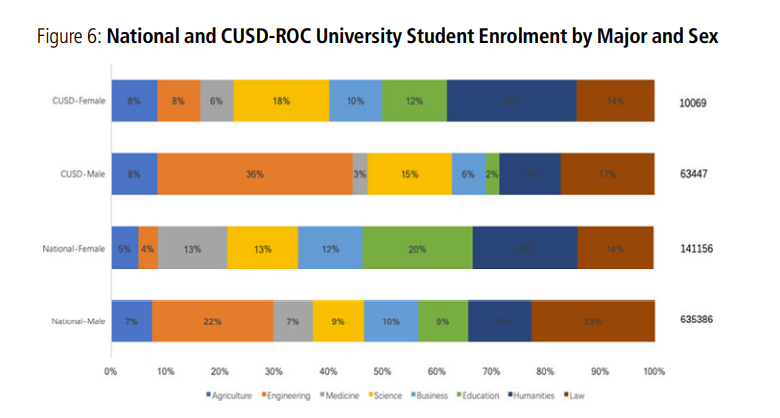 Figure 6: National and CUSD-ROC University Student Enrolment by Major and Sex
CUSD-Female 8% 8% 6% 18% 10% 12% 14% 10069
CUSD-Male 8% 36% 3% 15% 6% 2% 17% 63447
National-Female 5% 4% 13% 13% 12% 20% 14% 141156
National-Male 7% 22% 7% 9% 10% 9% 23% 635386
0% 10% 20% 30% 40% 50% 60% 70% 80% 90% 100%
Agriculture Engineering Medicine Science Business Education Humanities Law